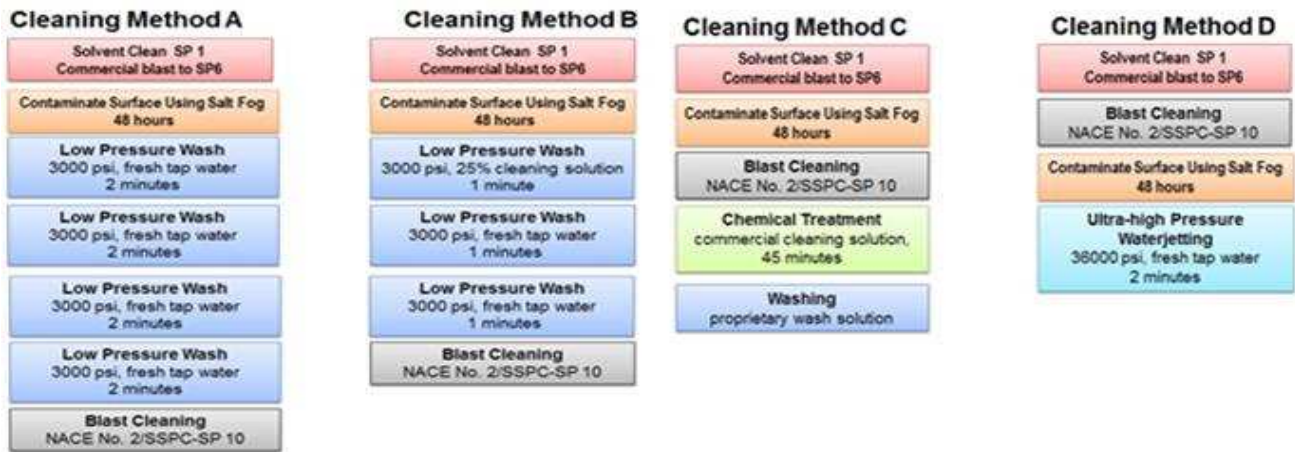 Cleaning Method A
Solvent Clean SP 1
Commercial blast to SP6
Contaminate Surface Using Salt Fog
48 hours
Low Pressure Wash
3000 psi, fresh tap water
2 minutes
Low Pressure Wash
3000 psi, fresh tap water
2 minutes
Low Pressure Wash
3000 psi, fresh tap water
2 minutes
Low Pressure Wash
3000 psi, fresh tap water
2 minutes
Blast Cleaning
NACE No. 2/SSPC-SP 10
Cleaning Method B
Solvent Clean SP 1
Commercial blast to SP6
Contaminate Surface Using Salt Fog
48 hours
Low Pressure Wash
3000 psi, 25% cleaning solution
1 minute
Low Pressure Wash
3000 psi, fresh tap water
1 minutes
Low Pressure Wash
3000 psi, fresh tap water
1 minutes
Blast Cleaning
NACE No. 2/SSPC-SP 10
Cleaning Method C
Solvent Clean SP 1
Commercial blast to SP6
Contaminate Surface Using Salt Fog
48 hours
Blast Cleaning
NACE No. 2/SSPC-SP 10
Chemical Treatment
commercial cleaning solution,
45 minutes
Washing
proprietary wash solution
Cleaning Method D
Solvent Clean SP 1
Commercial blast to SP6
Blast Cleaning
NACE No. 2/SSPC-SP 10
Contaminate Surface Using Salt Fog
48 hours
Ultra-high Pressure
Waterjetting
36000 psi, fresh tap water
2 minutes